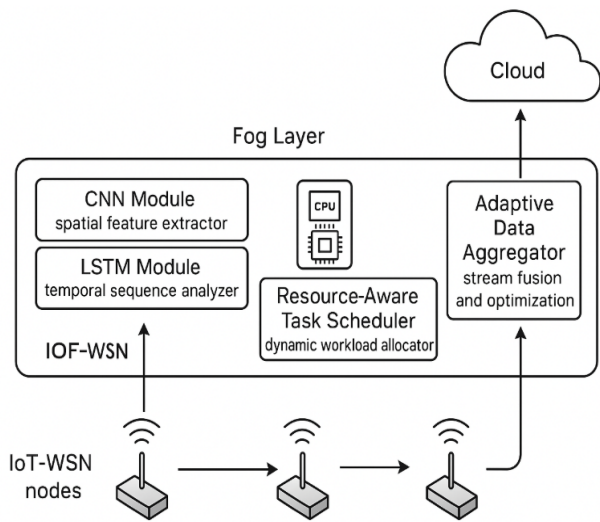 Cloud
Fog Layer
CNN Module
spatial feature extractor
LSTM Module
temporal sequence analyzer
IOF-WSN
CPU
Resource-Aware
Task Scheduler
dynamic workload allocator
Adaptive
Data
Aggregator
stream fusion
and optimization
IoT-WSN
nodes